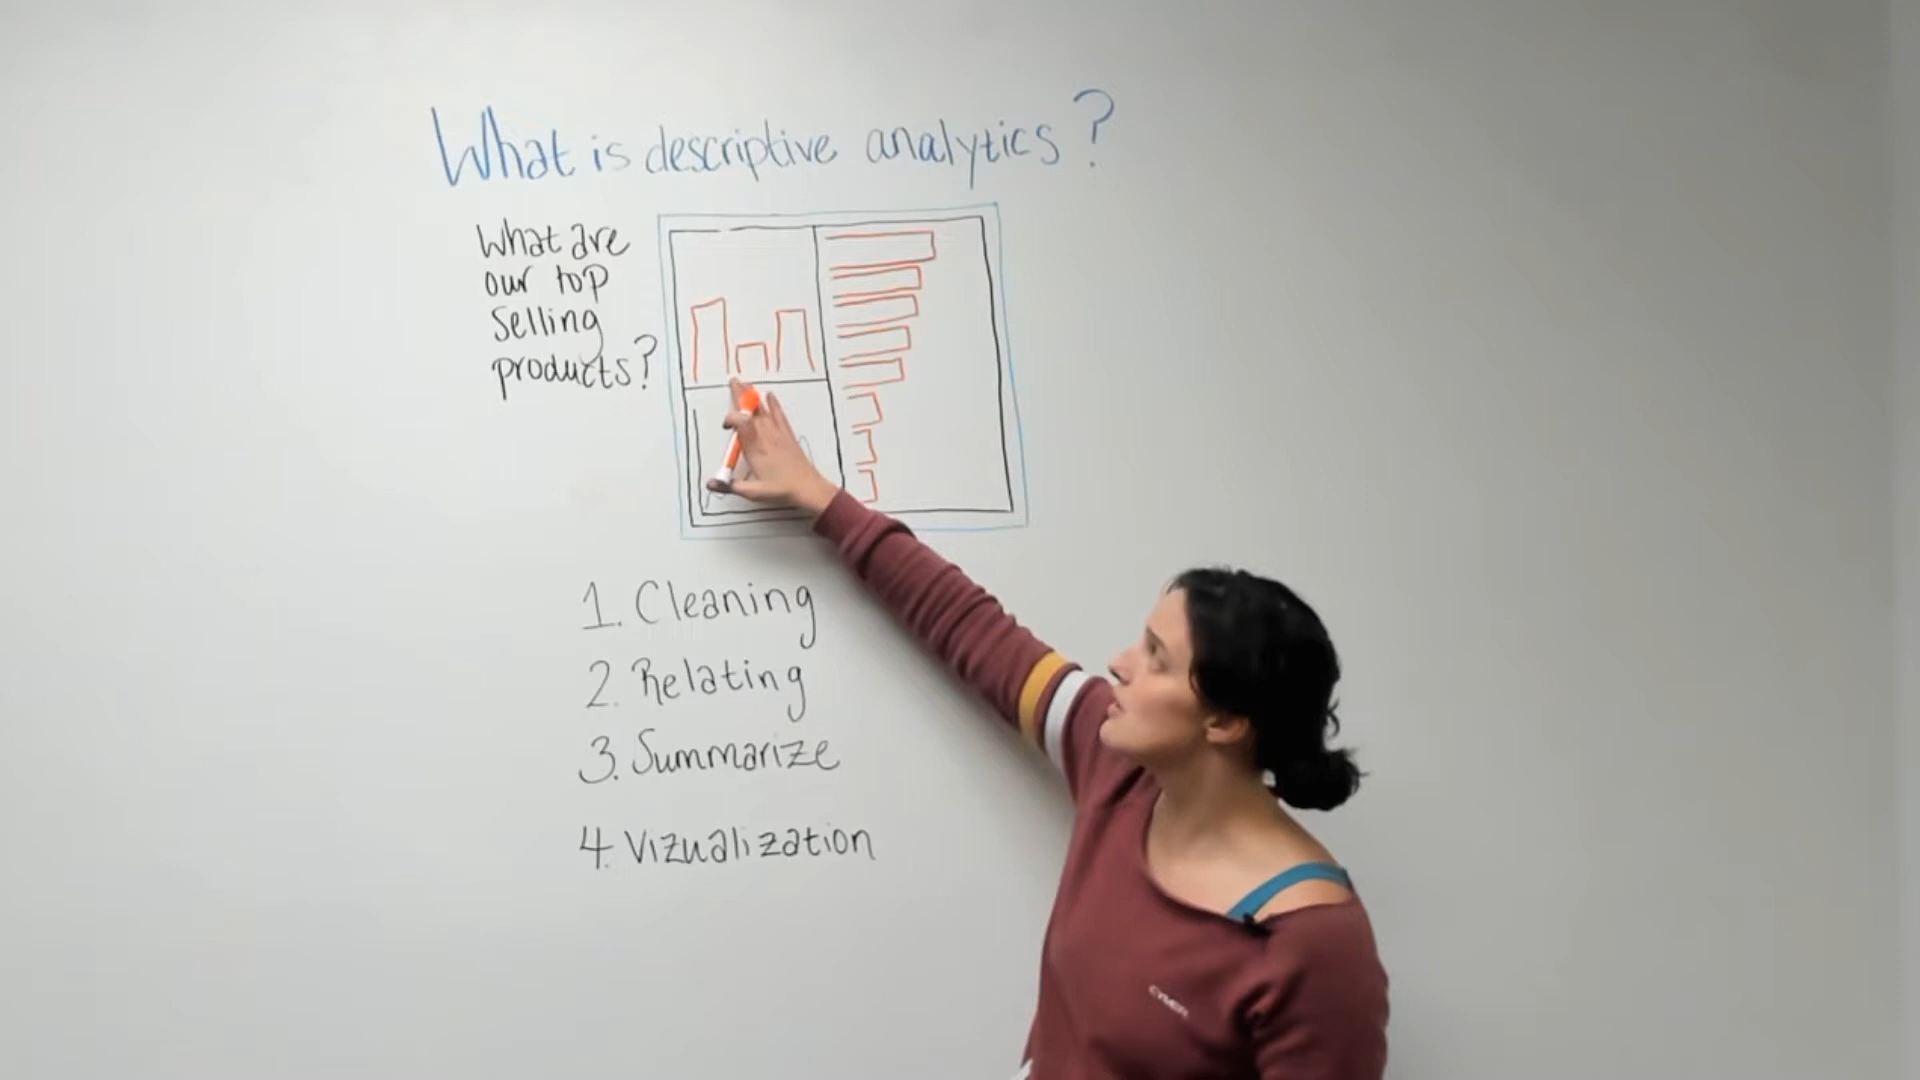 What is descriptive analytics?
What are
our top
Selling
products?
1. Cleaning
2. Relating
3. Summarize
4. Vizualization